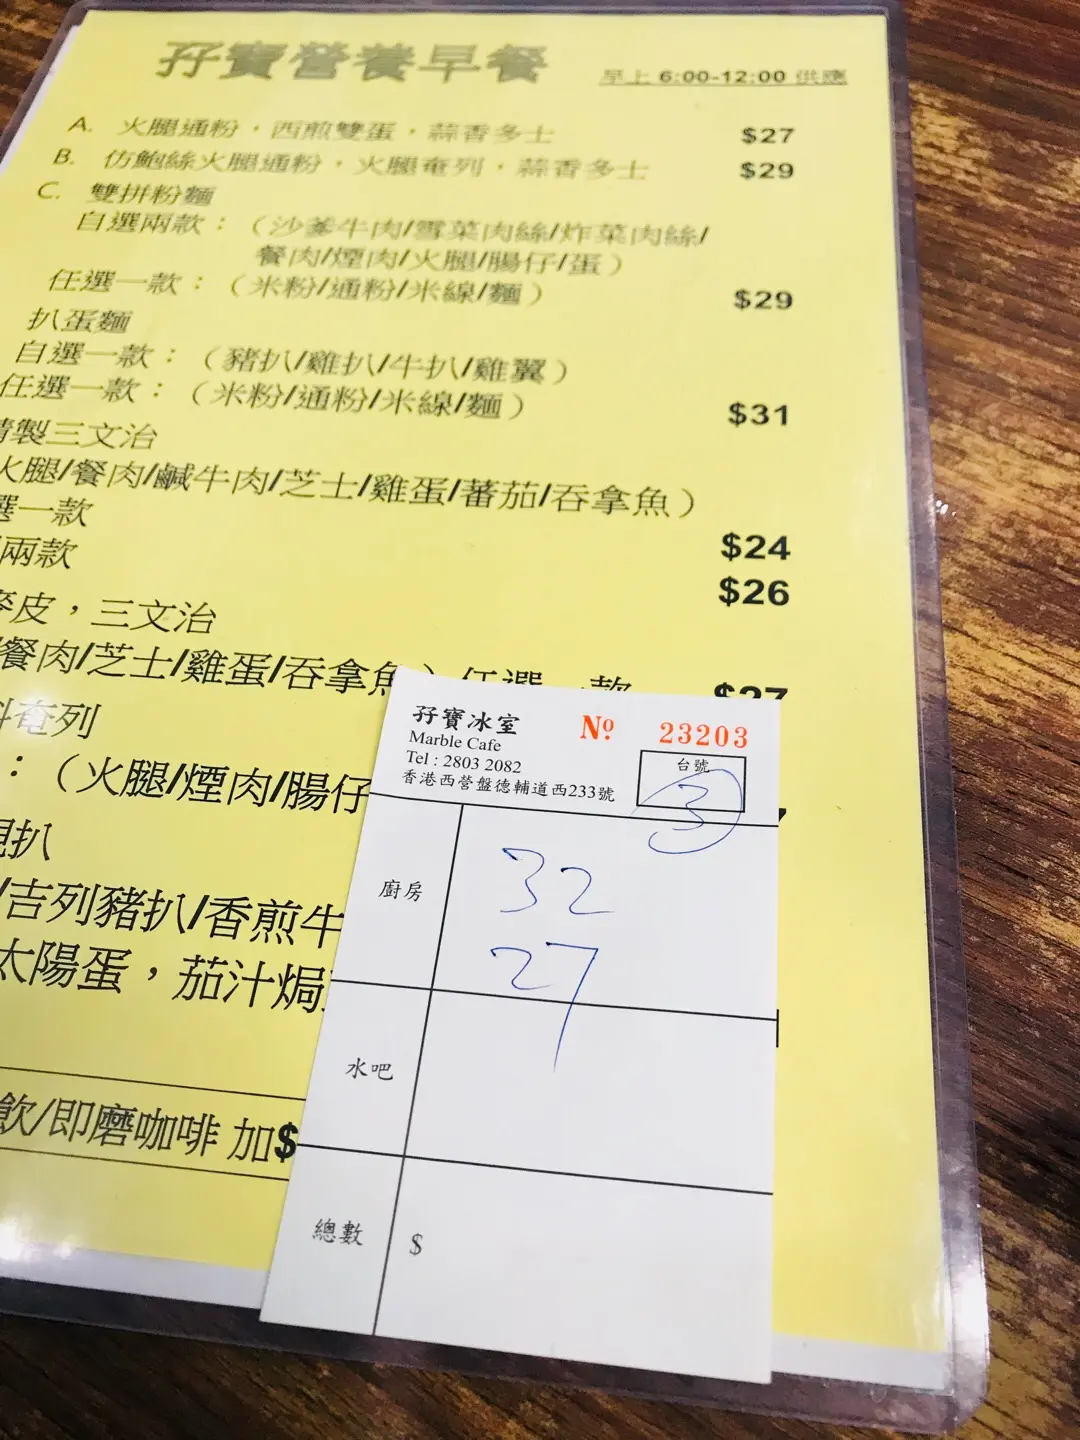 孖寶營養早餐 早上 6:00-12:00 供應
A. 火腿通粉，西煎雙蛋，蒜香多士 $27
B. 仿鮑絲火腿通粉，火腿奄列，蒜香多士 $29
C. 雙拼粉麵
自選兩款：（沙爹牛肉/雪菜肉絲/炸菜肉絲/
餐肉/煙肉/火腿/腸仔/蛋）
任選一款：（米粉/通粉/米線/麵） $29
扒蛋麵
自選一款：（豬扒/雞扒/牛扒/雞翼）
任選一款：（米粉/通粉/米線/麵） $31
精製三文治
火腿/餐肉/鹹牛肉/芝士/雞蛋/蕃茄/吞拿魚）
選一款 $24
兩款 $26
麥皮，三文治
/餐肉/芝士/雞蛋/吞拿魚）任選一款 $27
料奄列
：（火腿/煙肉/腸仔
扒
/吉列豬扒/香煎牛
太陽蛋，茄汁焗
飲/即磨咖啡 加$
孖寶冰室 Nº 23203
Marble Cafe
Tel : 2803 2082
香港西營盤德輔道西233號
台號
3
廚房
32
27
水吧
總數 $